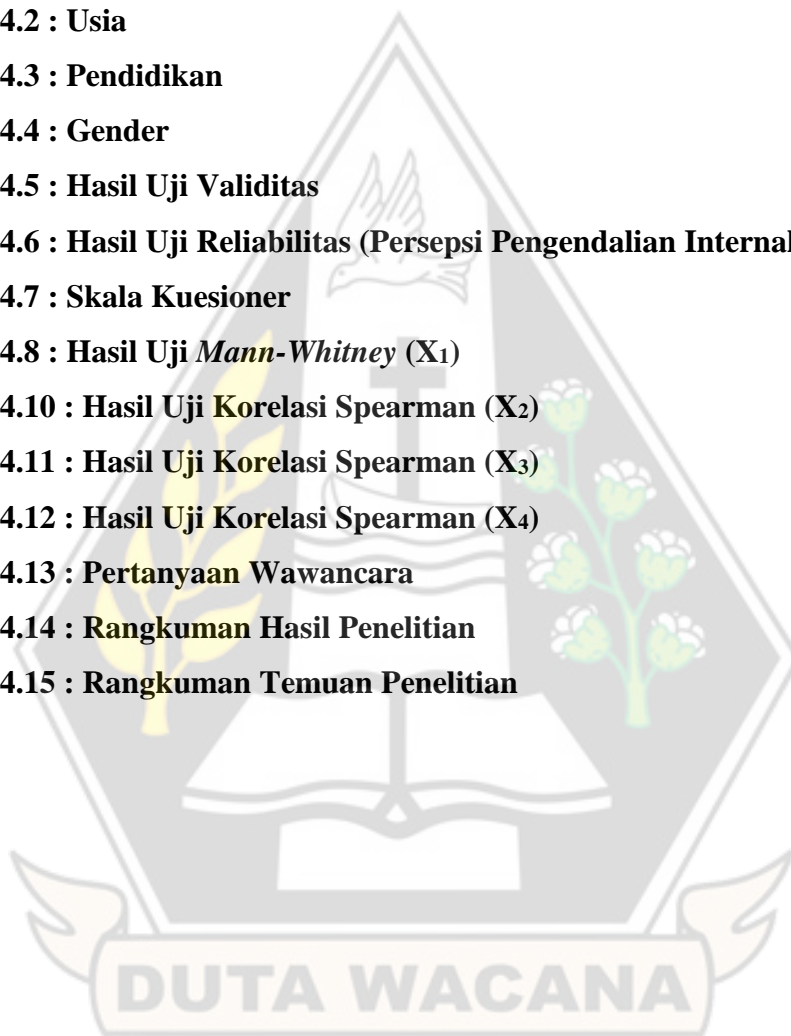 4.2 : Usia
4.3 : Pendidikan
4.4 : Gender
4.5 : Hasil Uji Validitas
4.6 : Hasil Uji Reliabilitas (Persepsi Pengendalian Internal
4.7 : Skala Kuesioner
4.8 : Hasil Uji Mann-Whitney (X₁)
4.10 : Hasil Uji Korelasi Spearman (X₂)
4.11 : Hasil Uji Korelasi Spearman (X₃)
4.12 : Hasil Uji Korelasi Spearman (X₄)
4.13 : Pertanyaan Wawancara
4.14 : Rangkuman Hasil Penelitian
4.15 : Rangkuman Temuan Penelitian
DUTA WACANA